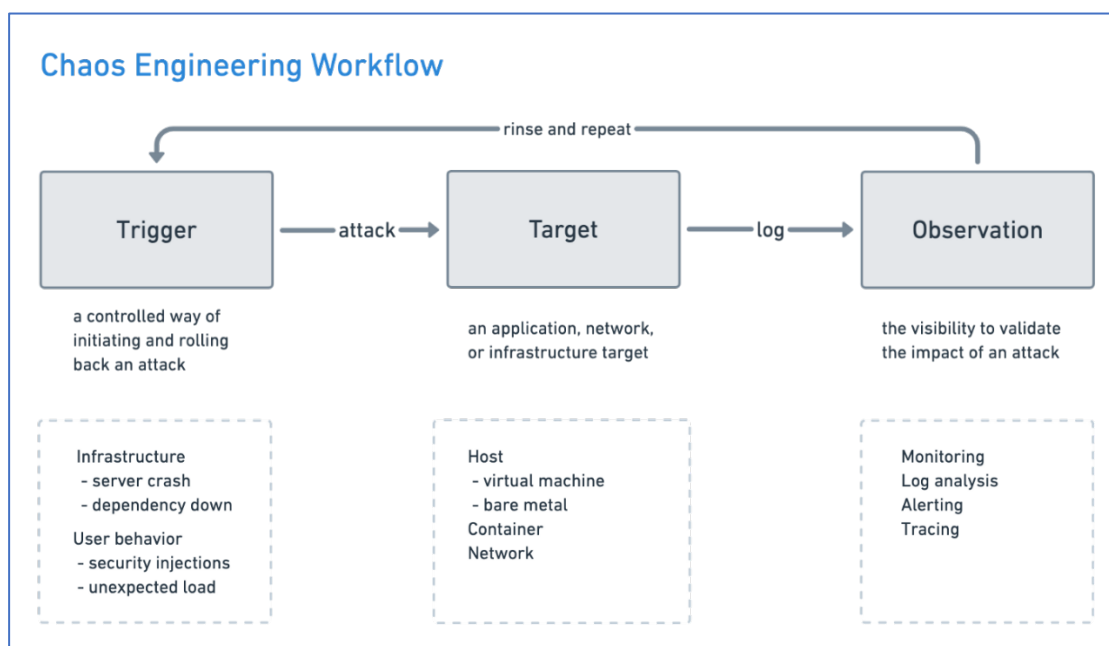 Chaos Engineering Workflow
rinse and repeat
Trigger
attack
Target
log
Observation
a controlled way of
initiating and rolling
back an attack
an application, network,
or infrastructure target
the visibility to validate
the impact of an attack
Infrastructure
- server crash
- dependency down
User behavior
- security injections
- unexpected load
Host
- virtual machine
- bare metal
Container
Network
Monitoring
Log analysis
Alerting
Tracing